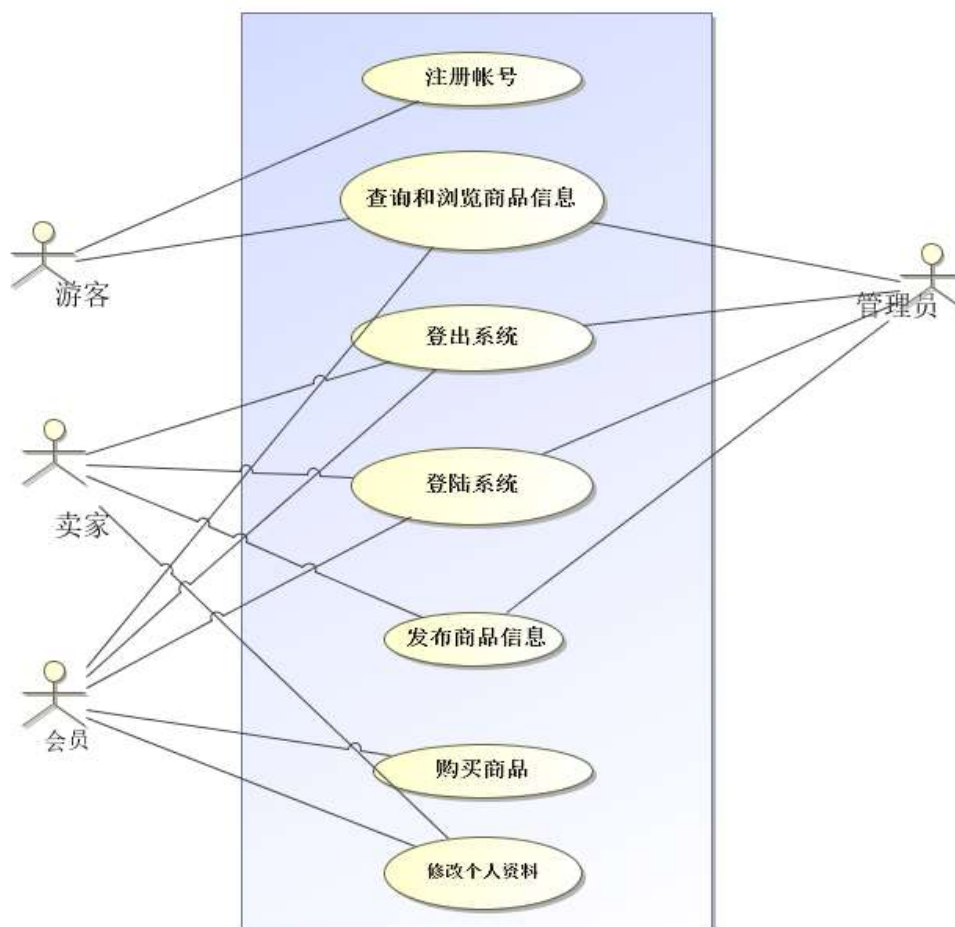 注册帐号
查询和浏览商品信息
游客
管理员
登出系统
登陆系统
卖家
发布商品信息
会员
购买商品
修改个人资料